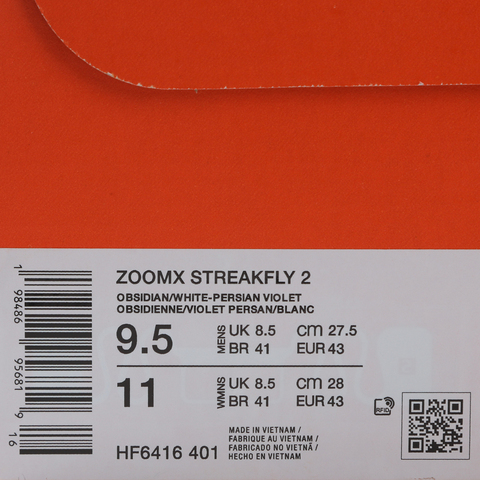 ZOOMX STREAKFLY 2
OBSIDIAN/WHITE-PERSIAN VIOLET
OBSIDIENNE/VIOLET PERSAN/BLANC
9.5 MENS UK 8.5 CM 27.5
BR 41 EUR 43
11 WMNS UK 8.5 CM 28
BR 41 EUR 43
RFID
HF6416 401
MADE IN VIETNAM /
FABRIQUE AU VIETNAM /
FABRICADO NO VIETNÃ /
HECHO EN VIETNAM
1 98486 95681 9 16